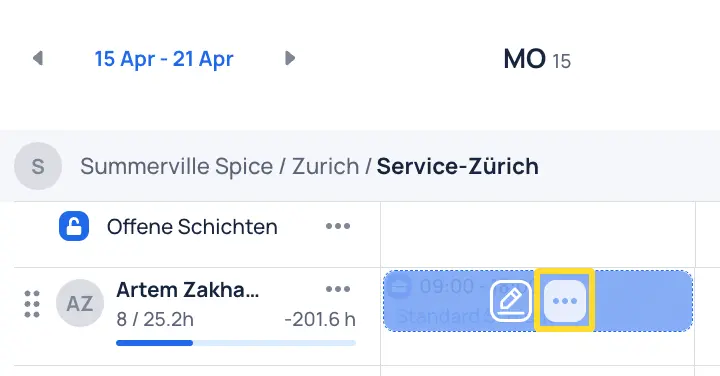 15 Apr - 21 Apr
MO 15
S
Summerville Spice / Zurich / Service-Zürich
Offene Schichten
AZ
Artem Zakha...
8 / 25.2h
-201.6 h
09:00 -
Standard